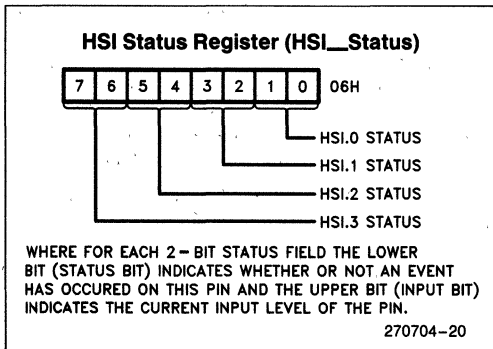 HSI Status Register (HSI__Status)
7 6 5 4 3 2 1 0 06H
HSI.0 STATUS
HSI.1 STATUS
HSI.2 STATUS
HSI.3 STATUS
WHERE FOR EACH 2-BIT STATUS FIELD THE LOWER
BIT (STATUS BIT) INDICATES WHETHER OR NOT AN EVENT
HAS OCCURED ON THIS PIN AND THE UPPER BIT (INPUT BIT)
INDICATES THE CURRENT INPUT LEVEL OF THE PIN.
270704-20